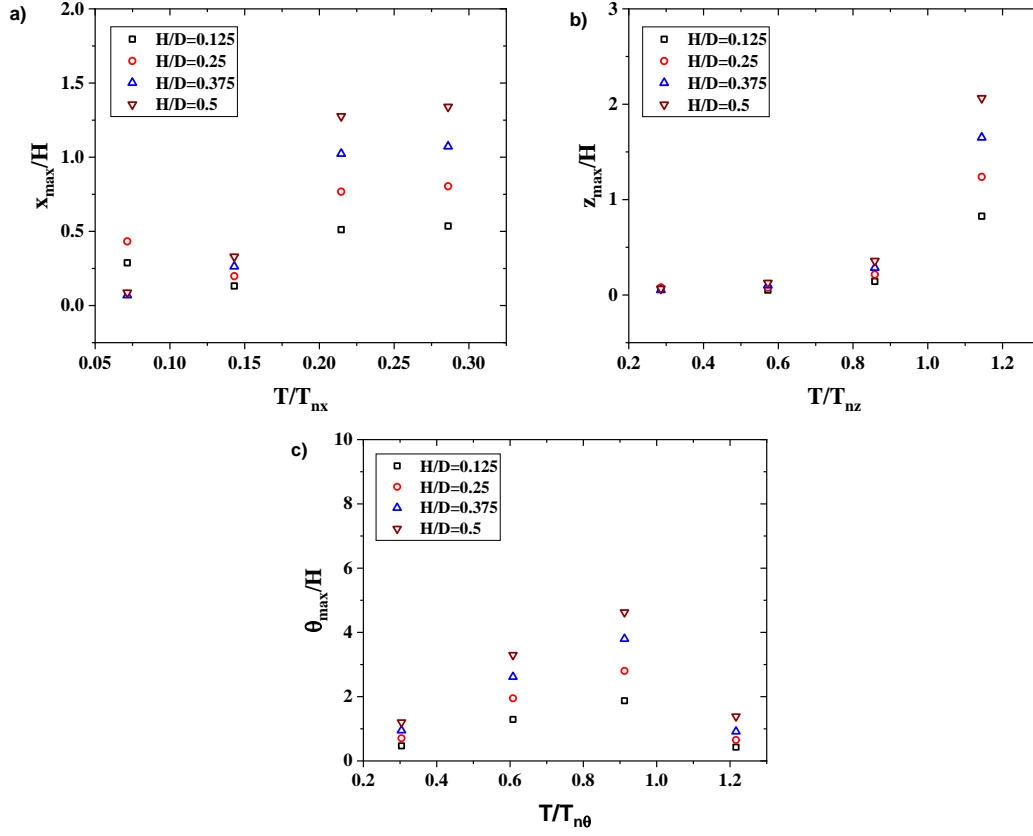 a)
H/D=0.125
H/D=0.25
H/D=0.375
H/D=0.5
2.0
1.5
1.0
0.5
0.0
x_max/H
0.05 0.10 0.15 0.20 0.25 0.30
T/T_nx
b)
H/D=0.125
H/D=0.25
H/D=0.375
H/D=0.5
3
2
1
0
z_max/H
0.2 0.4 0.6 0.8 1.0 1.2
T/T_nz
c)
H/D=0.125
H/D=0.25
H/D=0.375
H/D=0.5
10
8
6
4
2
0
θ_max/H
0.2 0.4 0.6 0.8 1.0 1.2
T/T_nθ